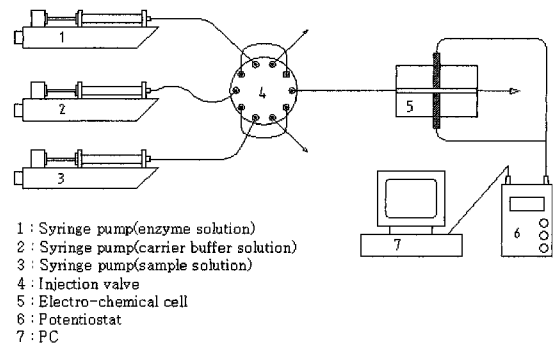 1
2
3
4
5
6
7
1 : Syringe pump(enzyme solution)
2 : Syringe pump(carrier buffer solution)
3 : Syringe pump(sample solution)
4 : Injection valve
5 : Electro-chemical cell
6 : Potentiostat
7 : PC